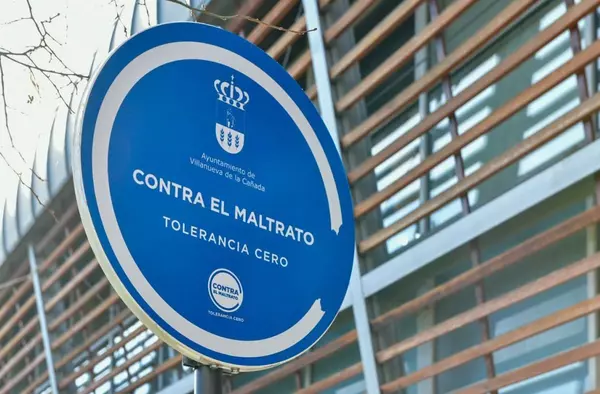 Ayuntamiento de
Villanueva de la Cañada
CONTRA EL MALTRATO
TOLERANCIA CERO
CONTRA
EL MALTRATO
TOLERANCIA CERO